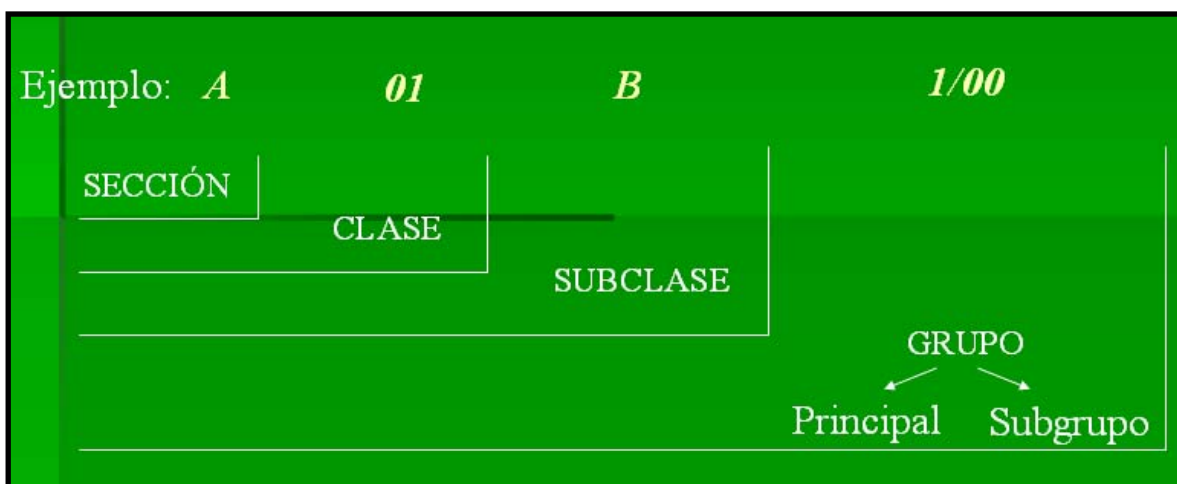 Ejemplo: A 01 B 1/00
SECCIÓN
CLASE
SUBCLASE
GRUPO
Principal Subgrupo